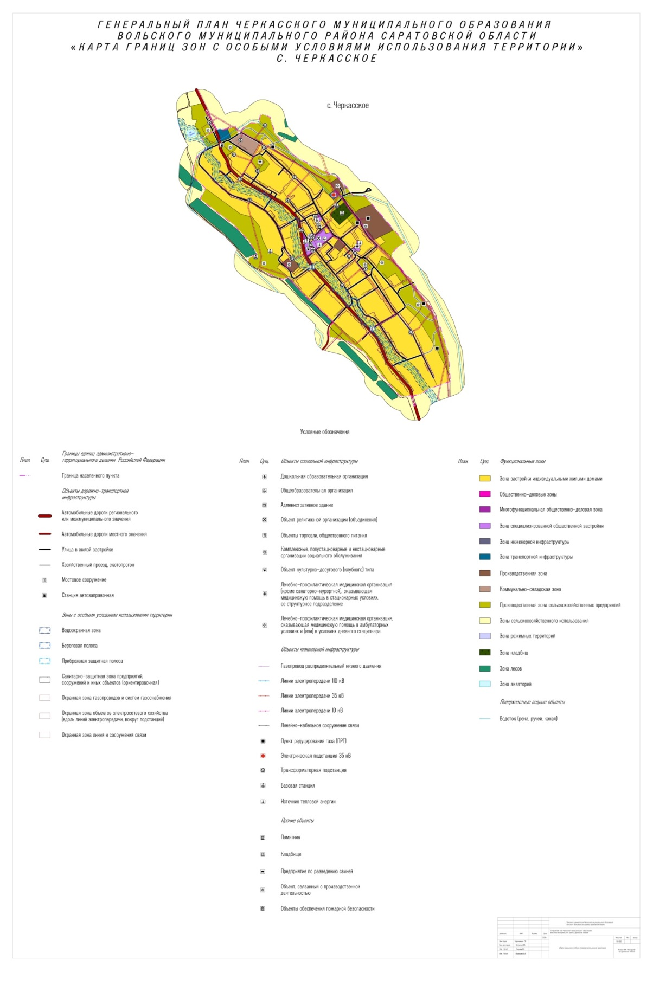 ГЕНЕРАЛЬНЫЙ ПЛАН ЧЕРКАССКОГО МУНИЦИПАЛЬНОГО ОБРАЗОВАНИЯ
ВОЛЬСКОГО МУНИЦИПАЛЬНОГО РАЙОНА САРАТОВСКОЙ ОБЛАСТИ
«КАРТА ГРАНИЦ ЗОН С ОСОБЫМИ УСЛОВИЯМИ ИСПОЛЬЗОВАНИЯ ТЕРРИТОРИИ»
С. ЧЕРКАССКОЕ
с. Черкасское
Условные обозначения
План. Сущ. Границы единиц административно-
территориального деления Российской Федерации
Граница населенного пункта
Объекты дорожно-транспортной
инфраструктуры
Автомобильные дороги регионального
или межмуниципального значения
Автомобильные дороги местного значения
Улица в жилой застройке
Хозяйственный проезд, скотопрогон
Мостовое сооружение
Станция автозаправочная
Зоны с особыми условиями использования территории
Водоохранная зона
Береговая полоса
Прибрежная защитная полоса
Санитарно-защитная зона предприятий,
сооружений и иных объектов (ориентировочная)
Охранная зона газопроводов и систем газоснабжения
Охранная зона объектов электросетевого хозяйства
(вдоль линий электропередачи, вокруг подстанций)
Охранная зона линий и сооружений связи
План. Сущ. Объекты социальной инфраструктуры
Дошкольная образовательная организация
Общеобразовательная организация
Административное здание
Объект религиозной организации (объединения)
Объекты торговли, общественного питания
Комплексные, полустационарные и нестационарные
организации социального обслуживания
Объект культурно-досугового (клубного) типа
Лечебно-профилактическая медицинская организация
(кроме санаторно-курортной), оказывающая
медицинскую помощь в стационарных условиях,
ее структурное подразделение
Лечебно-профилактическая медицинская организация,
оказывающая медицинскую помощь в амбулаторных
условиях и (или) в условиях дневного стационара
Объекты инженерной инфраструктуры
Газопровод распределительный низкого давления
Линии электропередачи 110 кВ
Линии электропередачи 35 кВ
Линии электропередачи 10 кВ
Линейно-кабельное сооружение связи
Пункт редуцирования газа (ПРГ)
Электрическая подстанция 35 кВ
Трансформаторная подстанция
Базовая станция
Источник тепловой энергии
Прочие объекты
Памятник
Кладбище
Предприятие по разведению свиней
Объект, связанный с производственной
деятельностью
Объекты обеспечения пожарной безопасности
План. Сущ. Функциональные зоны
Зона застройки индивидуальными жилыми домами
Общественно-деловые зоны
Многофункциональная общественно-деловая зона
Зона специализированной общественной застройки
Зона инженерной инфраструктуры
Зона транспортной инфраструктуры
Производственная зона
Коммунально-складская зона
Производственная зона сельскохозяйственных предприятий
Зоны сельскохозяйственного использования
Зона режимных территорий
Зона кладбищ
Зона лесов
Зона акваторий
Поверхностные водные объекты
Водоток (река, ручей, канал)